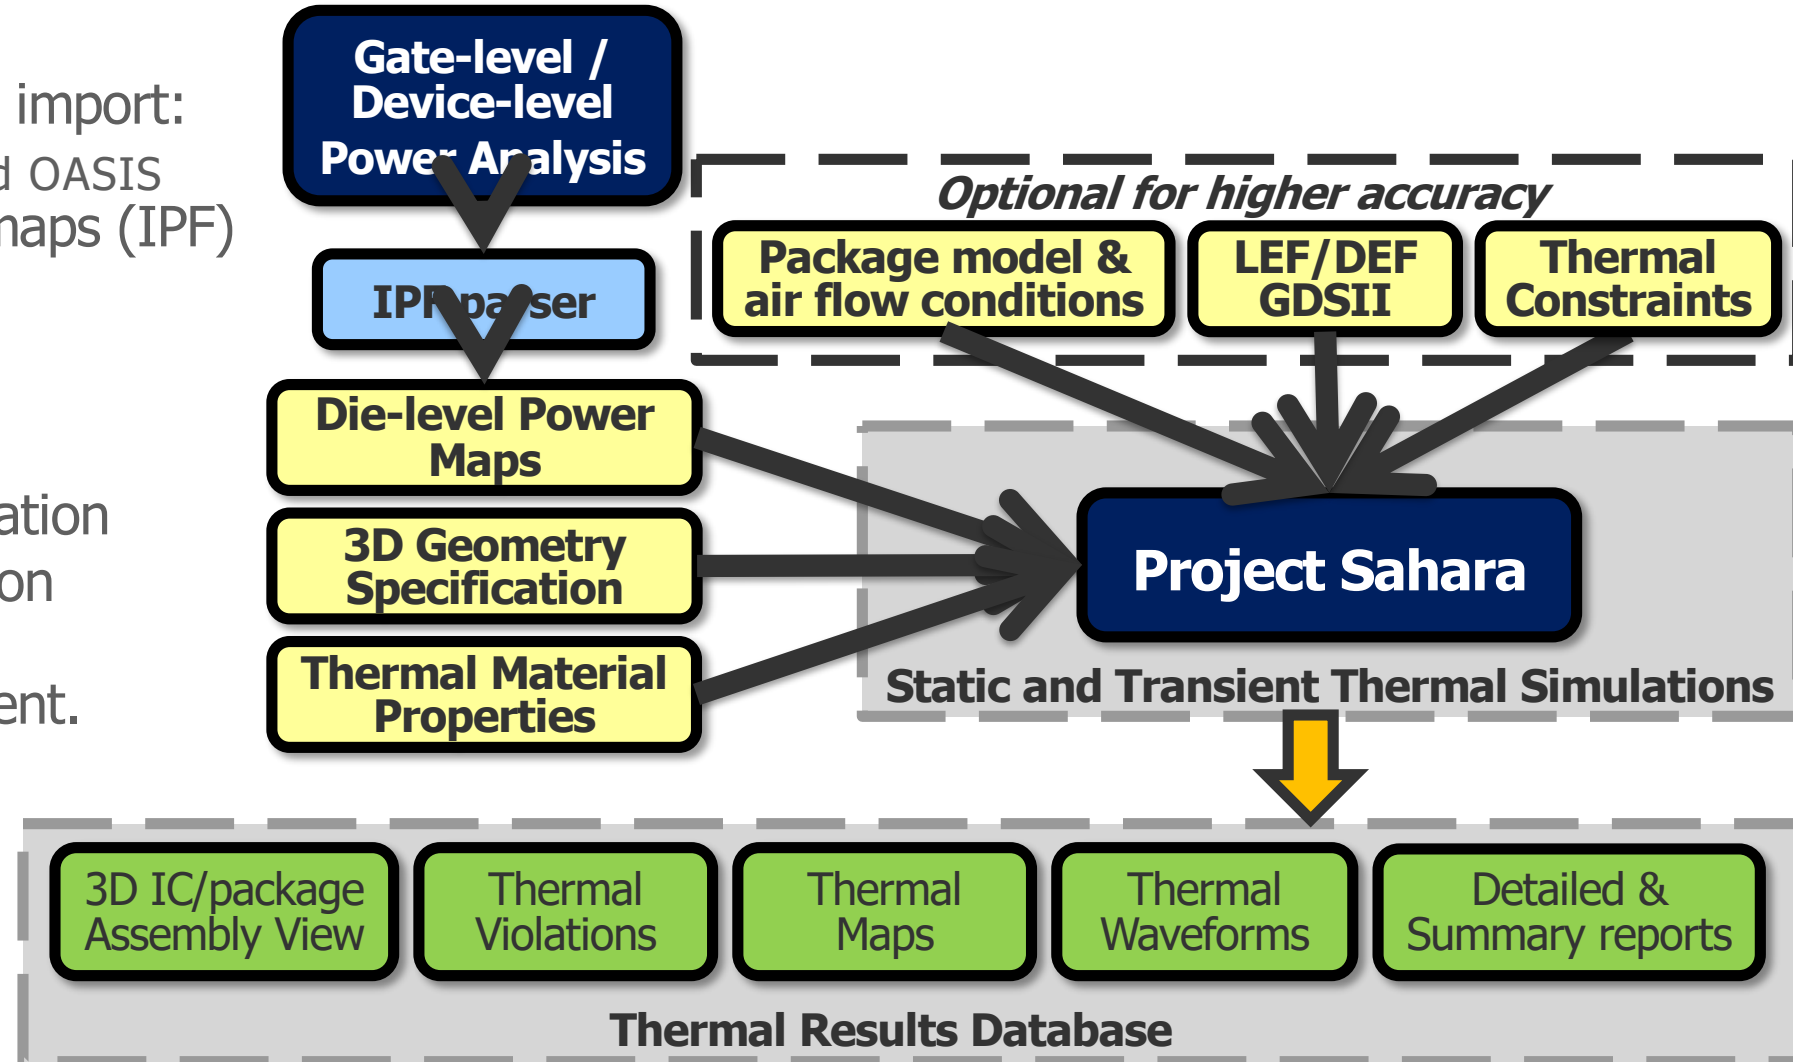 import:
OASIS
maps (IPF)
ation
on
ent.
Gate-level /
Device-level
Power Analysis
IPF parser
Optional for higher accuracy
Package model &
air flow conditions
LEF/DEF
GDSII
Thermal
Constraints
Die-level Power
Maps
3D Geometry
Specification
Thermal Material
Properties
Project Sahara
Static and Transient Thermal Simulations
3D IC/package
Assembly View
Thermal
Violations
Thermal
Maps
Thermal
Waveforms
Detailed &
Summary reports
Thermal Results Database